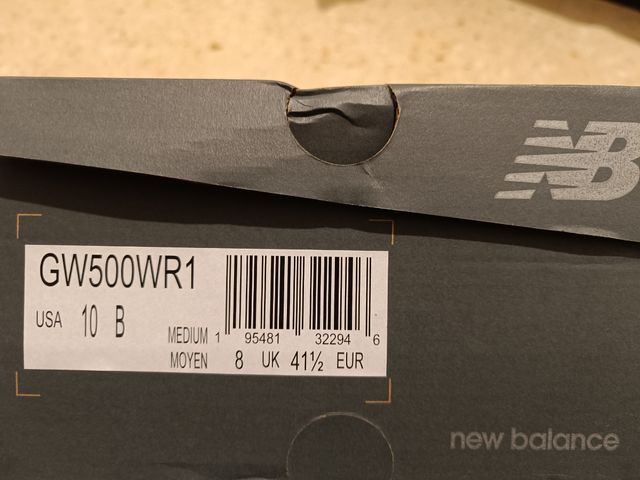 NB
GW500WR1
USA 10 B
MEDIUM
MOYEN
1 95481 32294 6
8 UK 41½ EUR
new balance